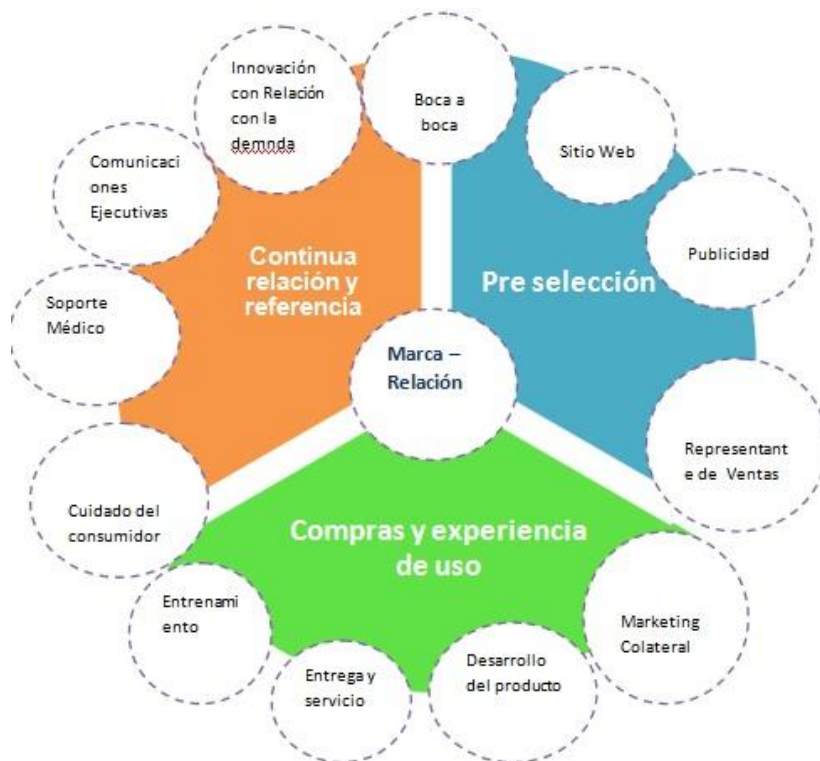 Innovación
con Relación
con la
demnda
Boca a
boca
Sitio Web
Comunicaci
ones
Ejecutivas
Publicidad
Continua
relación y
referencia
Pre selección
Soporte
Médico
Marca –
Relación
Representant
e de Ventas
Cuidado del
consumidor
Compras y experiencia
de uso
Entrenami
ento
Marketing
Colateral
Entrega y
servicio
Desarrollo
del producto